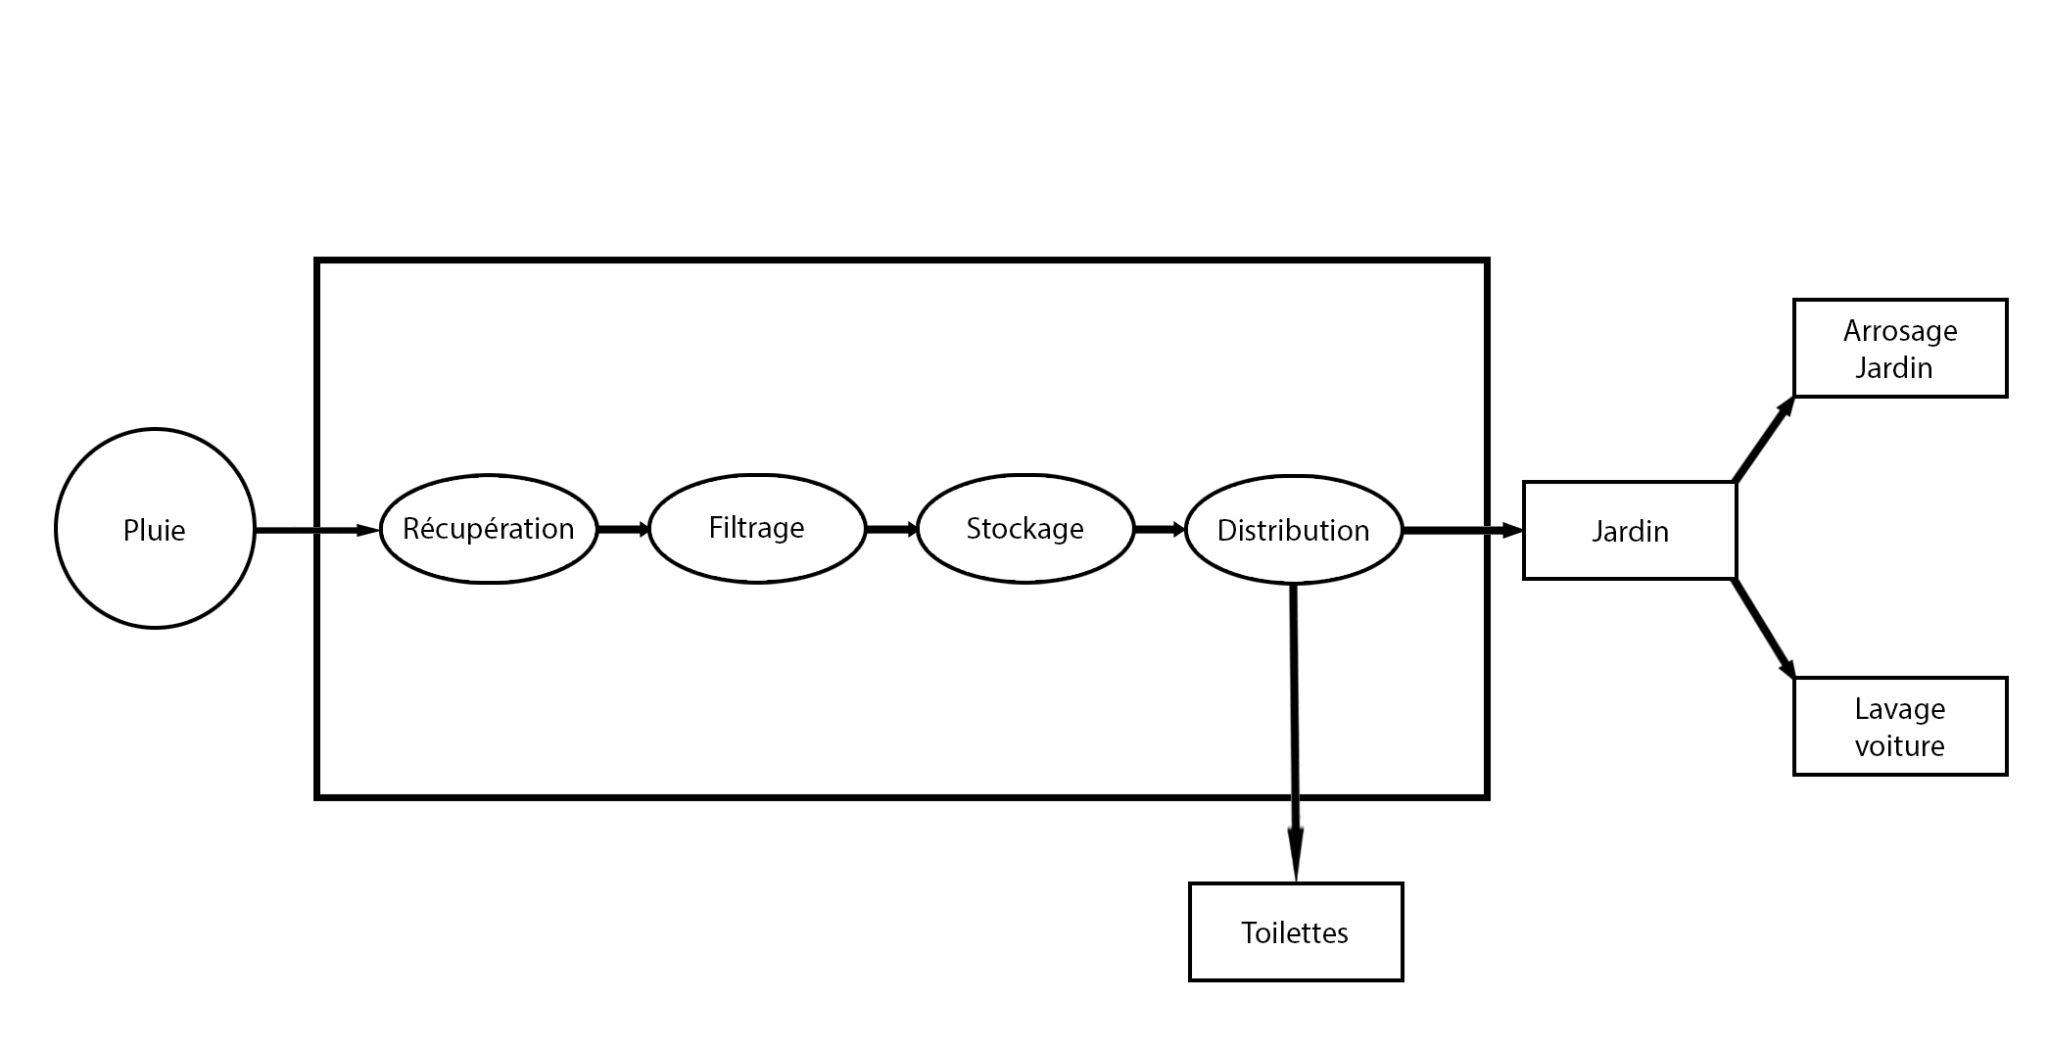 Pluie
Récupération
Filtrage
Stockage
Distribution
Jardin
Arrosage
Jardin
Lavage
voiture
Toilettes